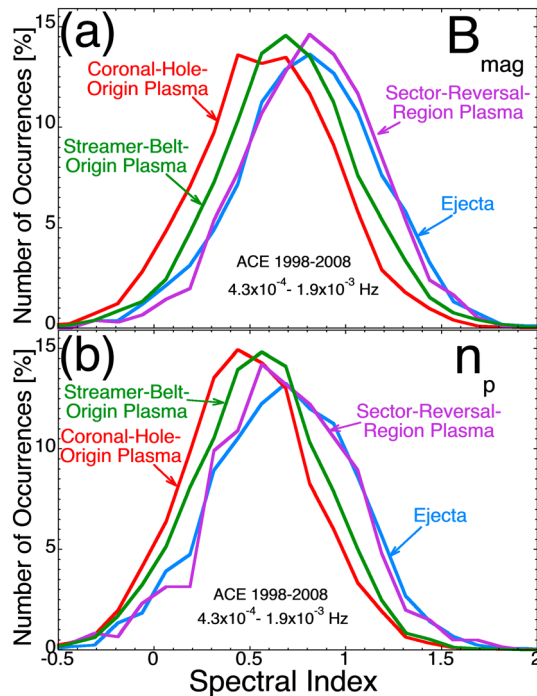 (a)
B
mag
Number of Occurrences [%]
15
10
5
0
Coronal-Hole-
Origin Plasma
Streamer-Belt-
Origin Plasma
Sector-Reversal-
Region Plasma
Ejecta
ACE 1998-2008
4.3x10⁻⁴- 1.9x10⁻³ Hz
(b)
n
p
Number of Occurrences [%]
15
10
5
0
Streamer-Belt-
Origin Plasma
Coronal-Hole-
Origin Plasma
Sector-Reversal-
Region Plasma
Ejecta
ACE 1998-2008
4.3x10⁻⁴- 1.9x10⁻³ Hz
-0.5 0 0.5 1 1.5 2
Spectral Index